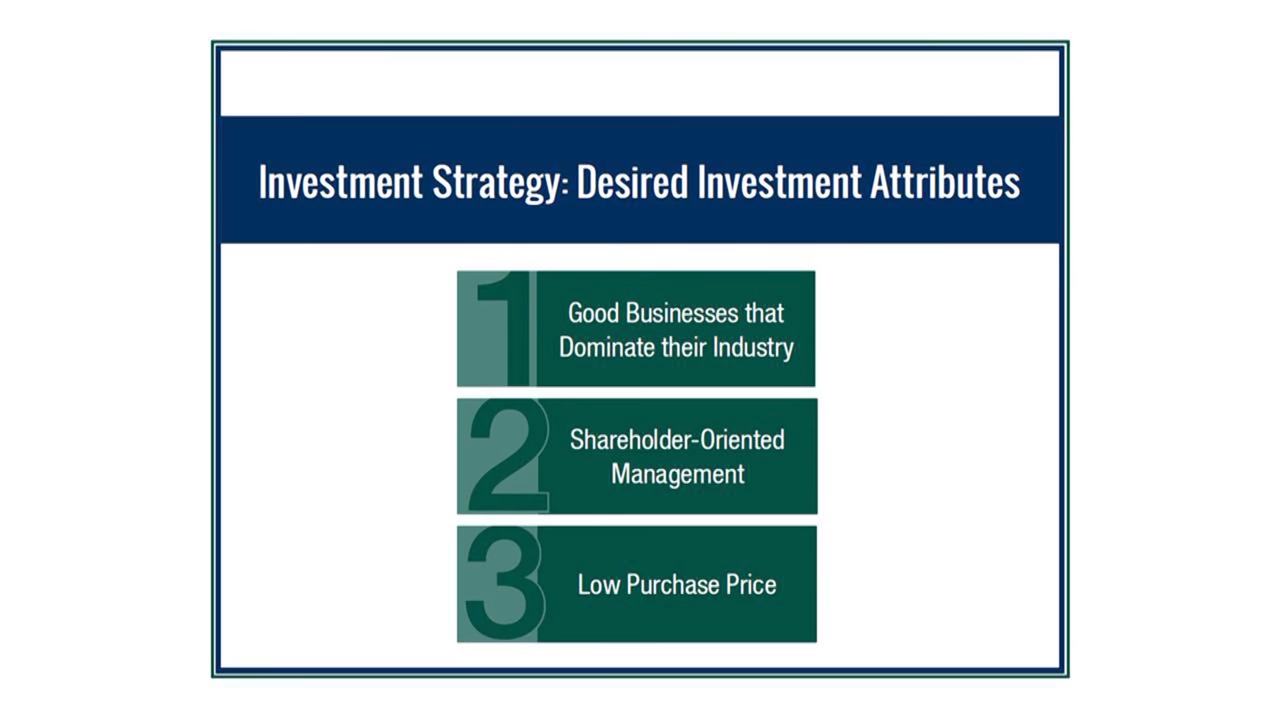 Investment Strategy: Desired Investment Attributes
1
Good Businesses that
Dominate their Industry
2
Shareholder-Oriented
Management
3
Low Purchase Price